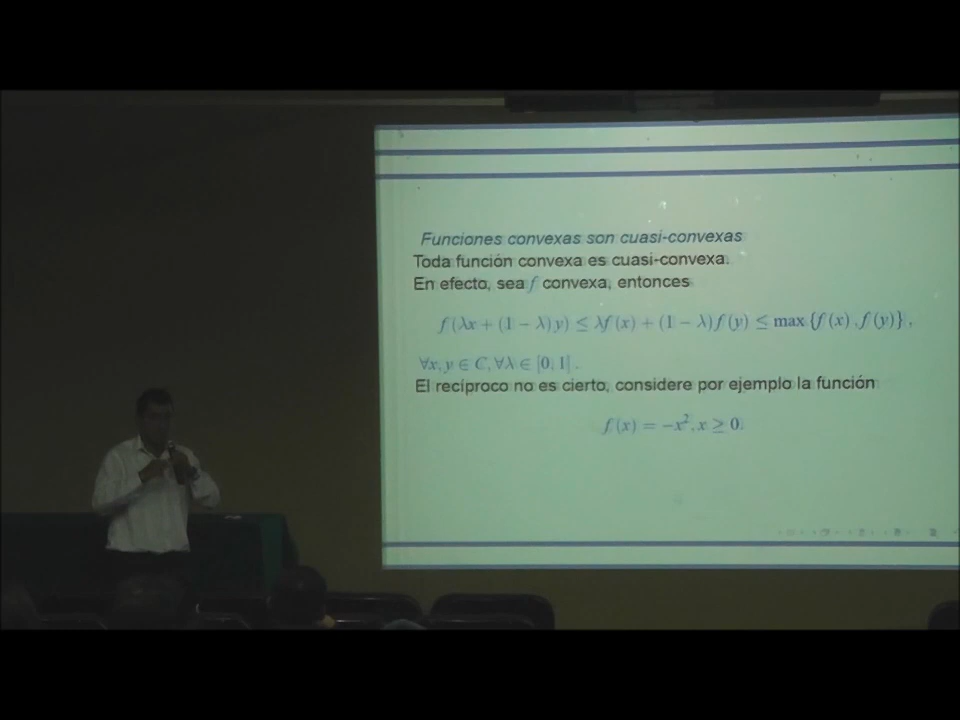 Funciones convexas son cuasi-convexas
Toda función convexa es cuasi-convexa.
En efecto, sea f convexa, entonces
f(λx + (1 − λ)y) ≤ λf(x) + (1 − λ)f(y) ≤ max {f(x), f(y)},
∀x, y ∈ C, ∀λ ∈ [0, 1].
El recíproco no es cierto, considere por ejemplo la función
f(x) = −x², x ≥ 0.